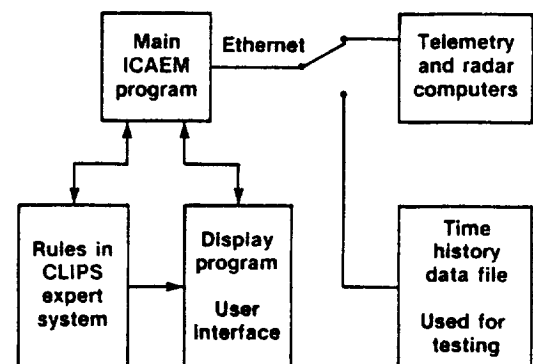 Main
ICAEM
program
Ethernet
Telemetry
and radar
computers
Rules in
CLIPS
expert
system
Display
program
User
interface
Time
history
data file
Used for
testing